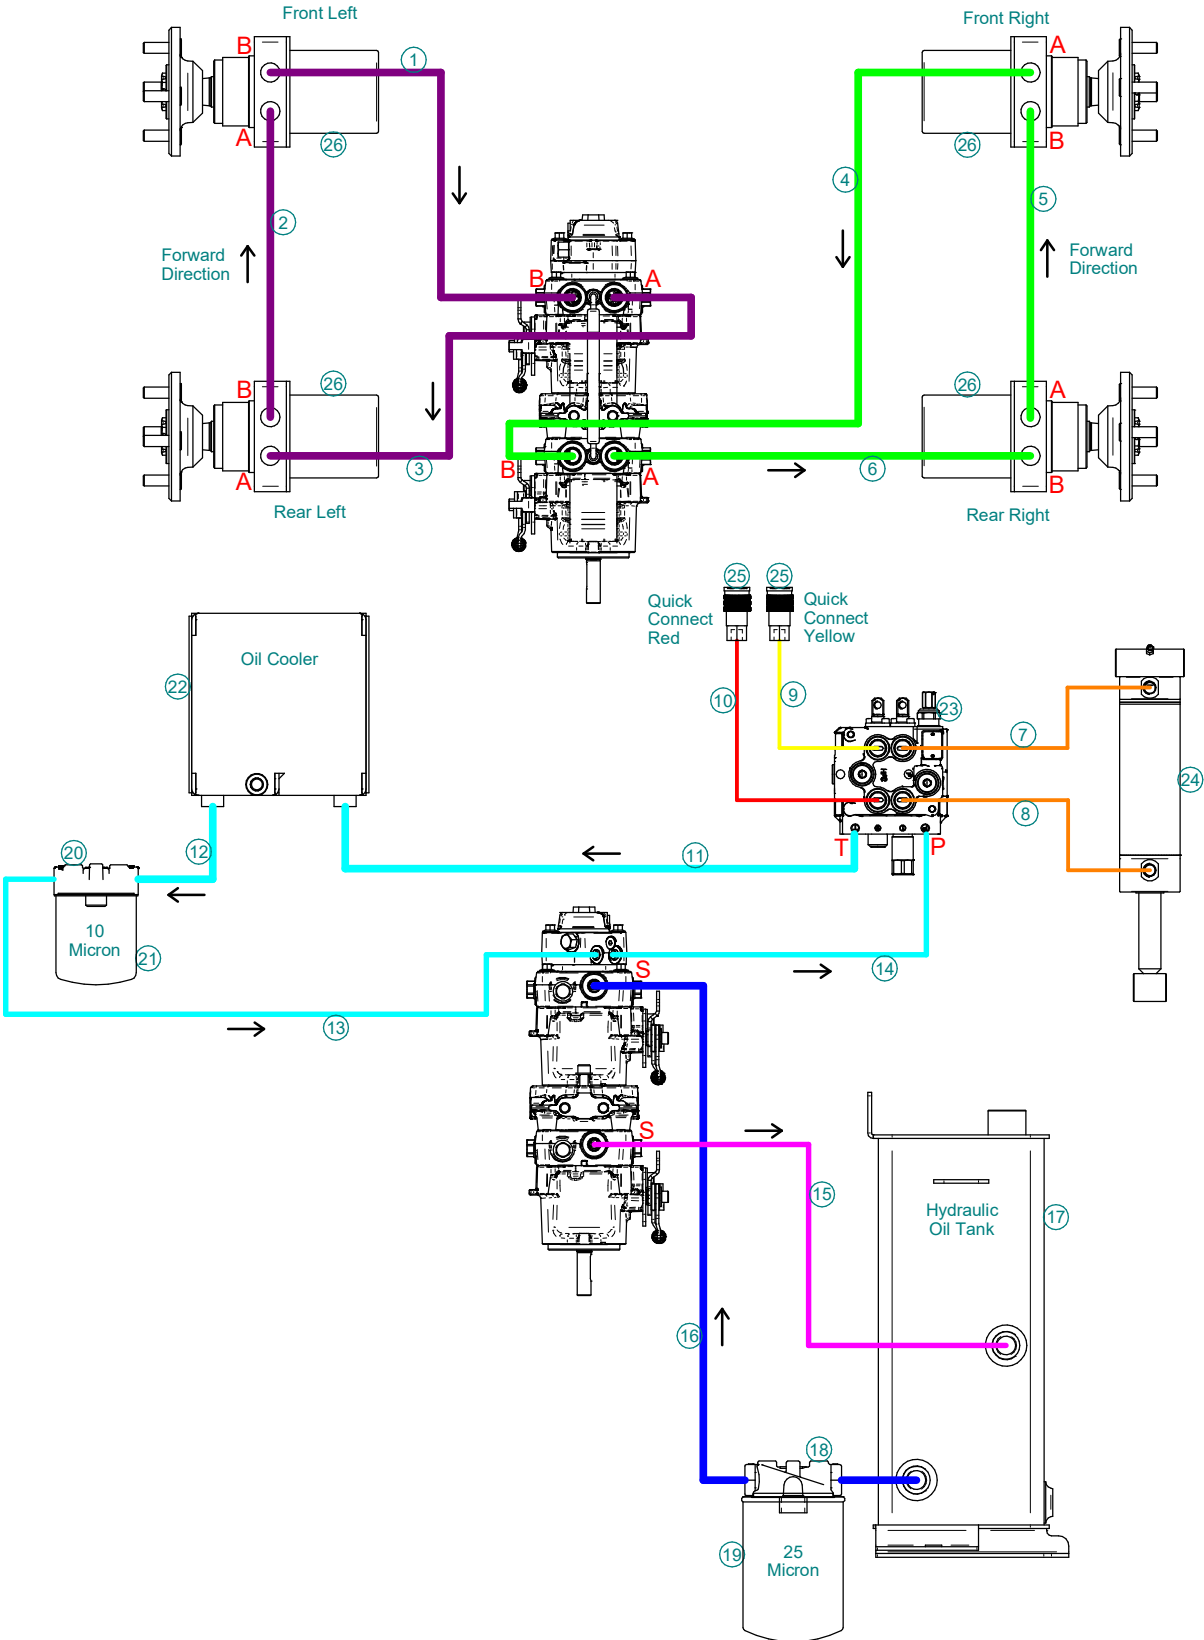 Front Left
Front Right
B
1
A
A
26
26
B
2
4
5
Forward
Direction
Forward
Direction
B
A
B
26
26
A
A
3
B
A
6
B
Rear Left
Rear Right
25
25
Quick
Connect
Red
Quick
Connect
Yellow
Oil Cooler
22
10
9
23
7
24
8
T
P
20
12
11
10
Micron
21
S
14
13
S
15
Hydraulic
Oil Tank
17
16
18
19
25
Micron